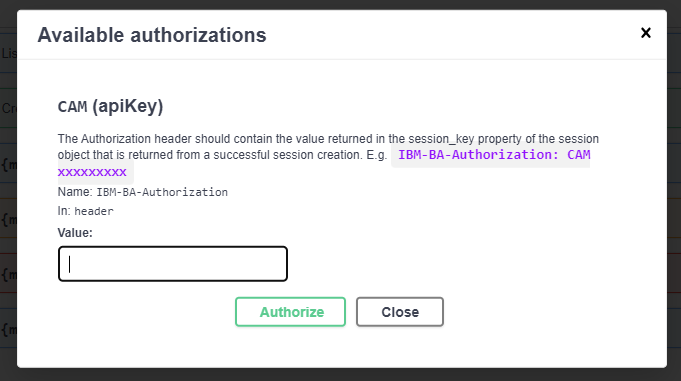 Available authorizations
Lis
CAM (apiKey)
The Authorization header should contain the value returned in the session_key property of the session
object that is returned from a successful session creation. E.g. IBM-BA-Authorization: CAM
xxxxxxxxx
Name: IBM-BA-Authorization
In: header
Value:
Authorize
Close
Cre
{m
{m
{m
{m